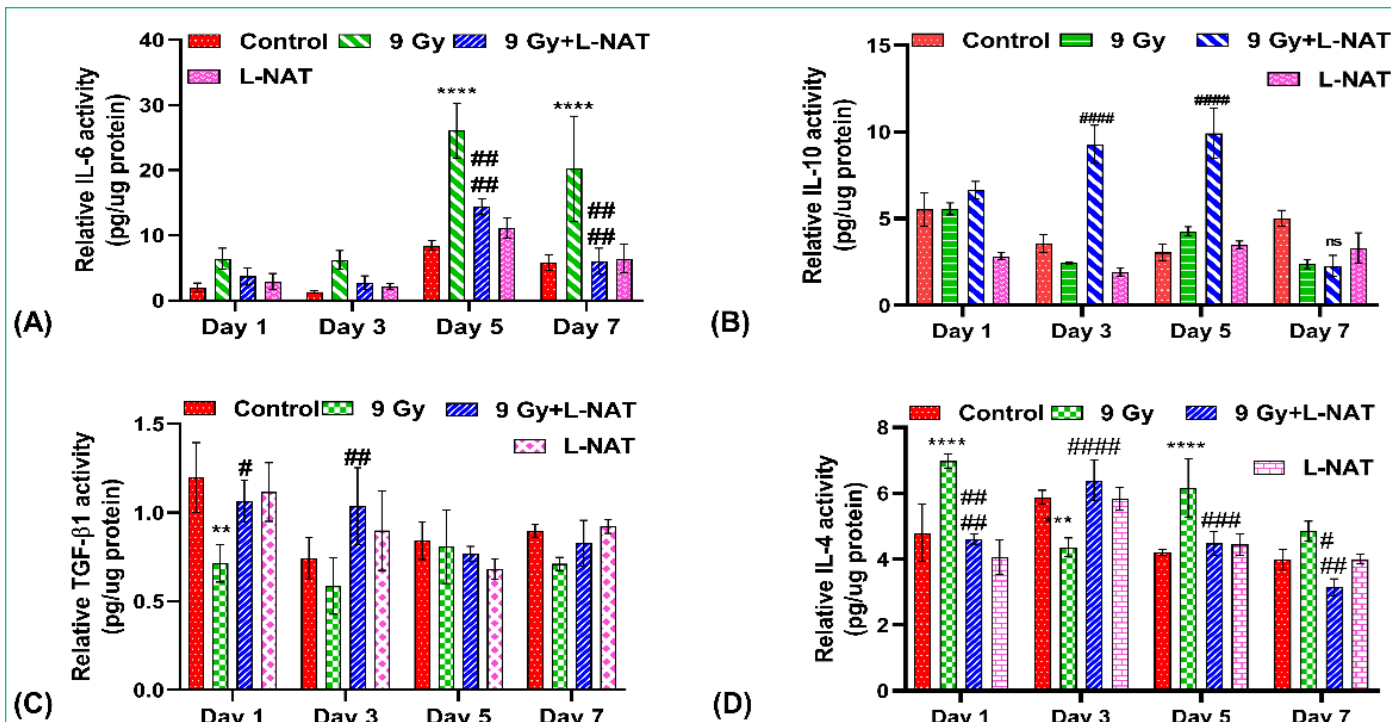 Control 9 Gy 9 Gy+L-NAT
L-NAT
Relative IL-6 activity
(pg/ug protein)
40
30
20
10
0
****
##
##
****
##
##
Day 1 Day 3 Day 5 Day 7
(A)
Control 9 Gy 9 Gy+L-NAT
L-NAT
Relative IL-10 activity
(pg/ug protein)
15
10
5
0
####
####
ns
Day 1 Day 3 Day 5 Day 7
(B)
Control 9 Gy 9 Gy+L-NAT
L-NAT
Relative TGF-β1 activity
(pg/ug protein)
1.5
1.0
0.5
0.0
**
#
##
Day 1 Day 3 Day 5 Day 7
(C)
Control 9 Gy 9 Gy+L-NAT
L-NAT
Relative IL-4 activity
(pg/ug protein)
8
6
4
2
0
****
##
##
***
####
****
###
#
##
Day 1 Day 3 Day 5 Day 7
(D)